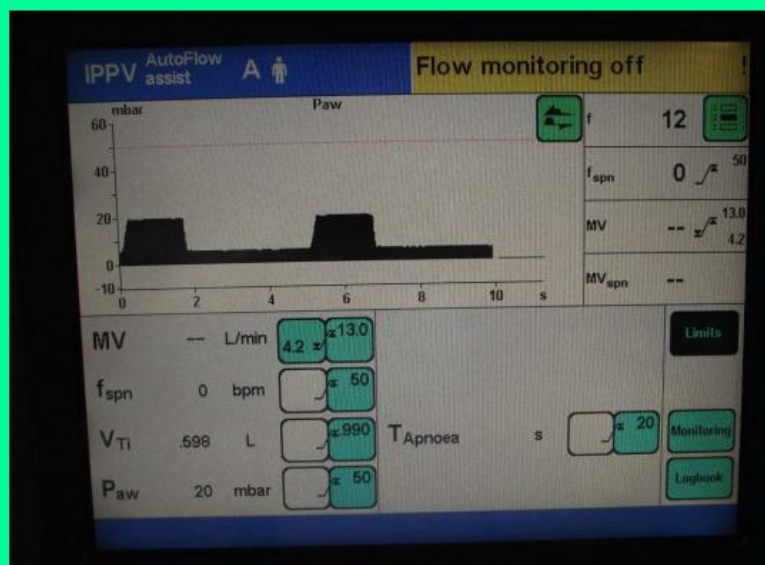 IPPV AutoFlow assist A Flow monitoring off !
mbar Paw
60
40
20
0
-10
0 2 4 6 8 10 s
f 12
fspn 0 50
MV -- 13.0 4.2
MVspn --
MV -- L/min 4.2 13.0
fspn 0 bpm 50
VTi .598 L .990
Paw 20 mbar 50
TApnoea s 20
Limits
Monitoring
Logbook